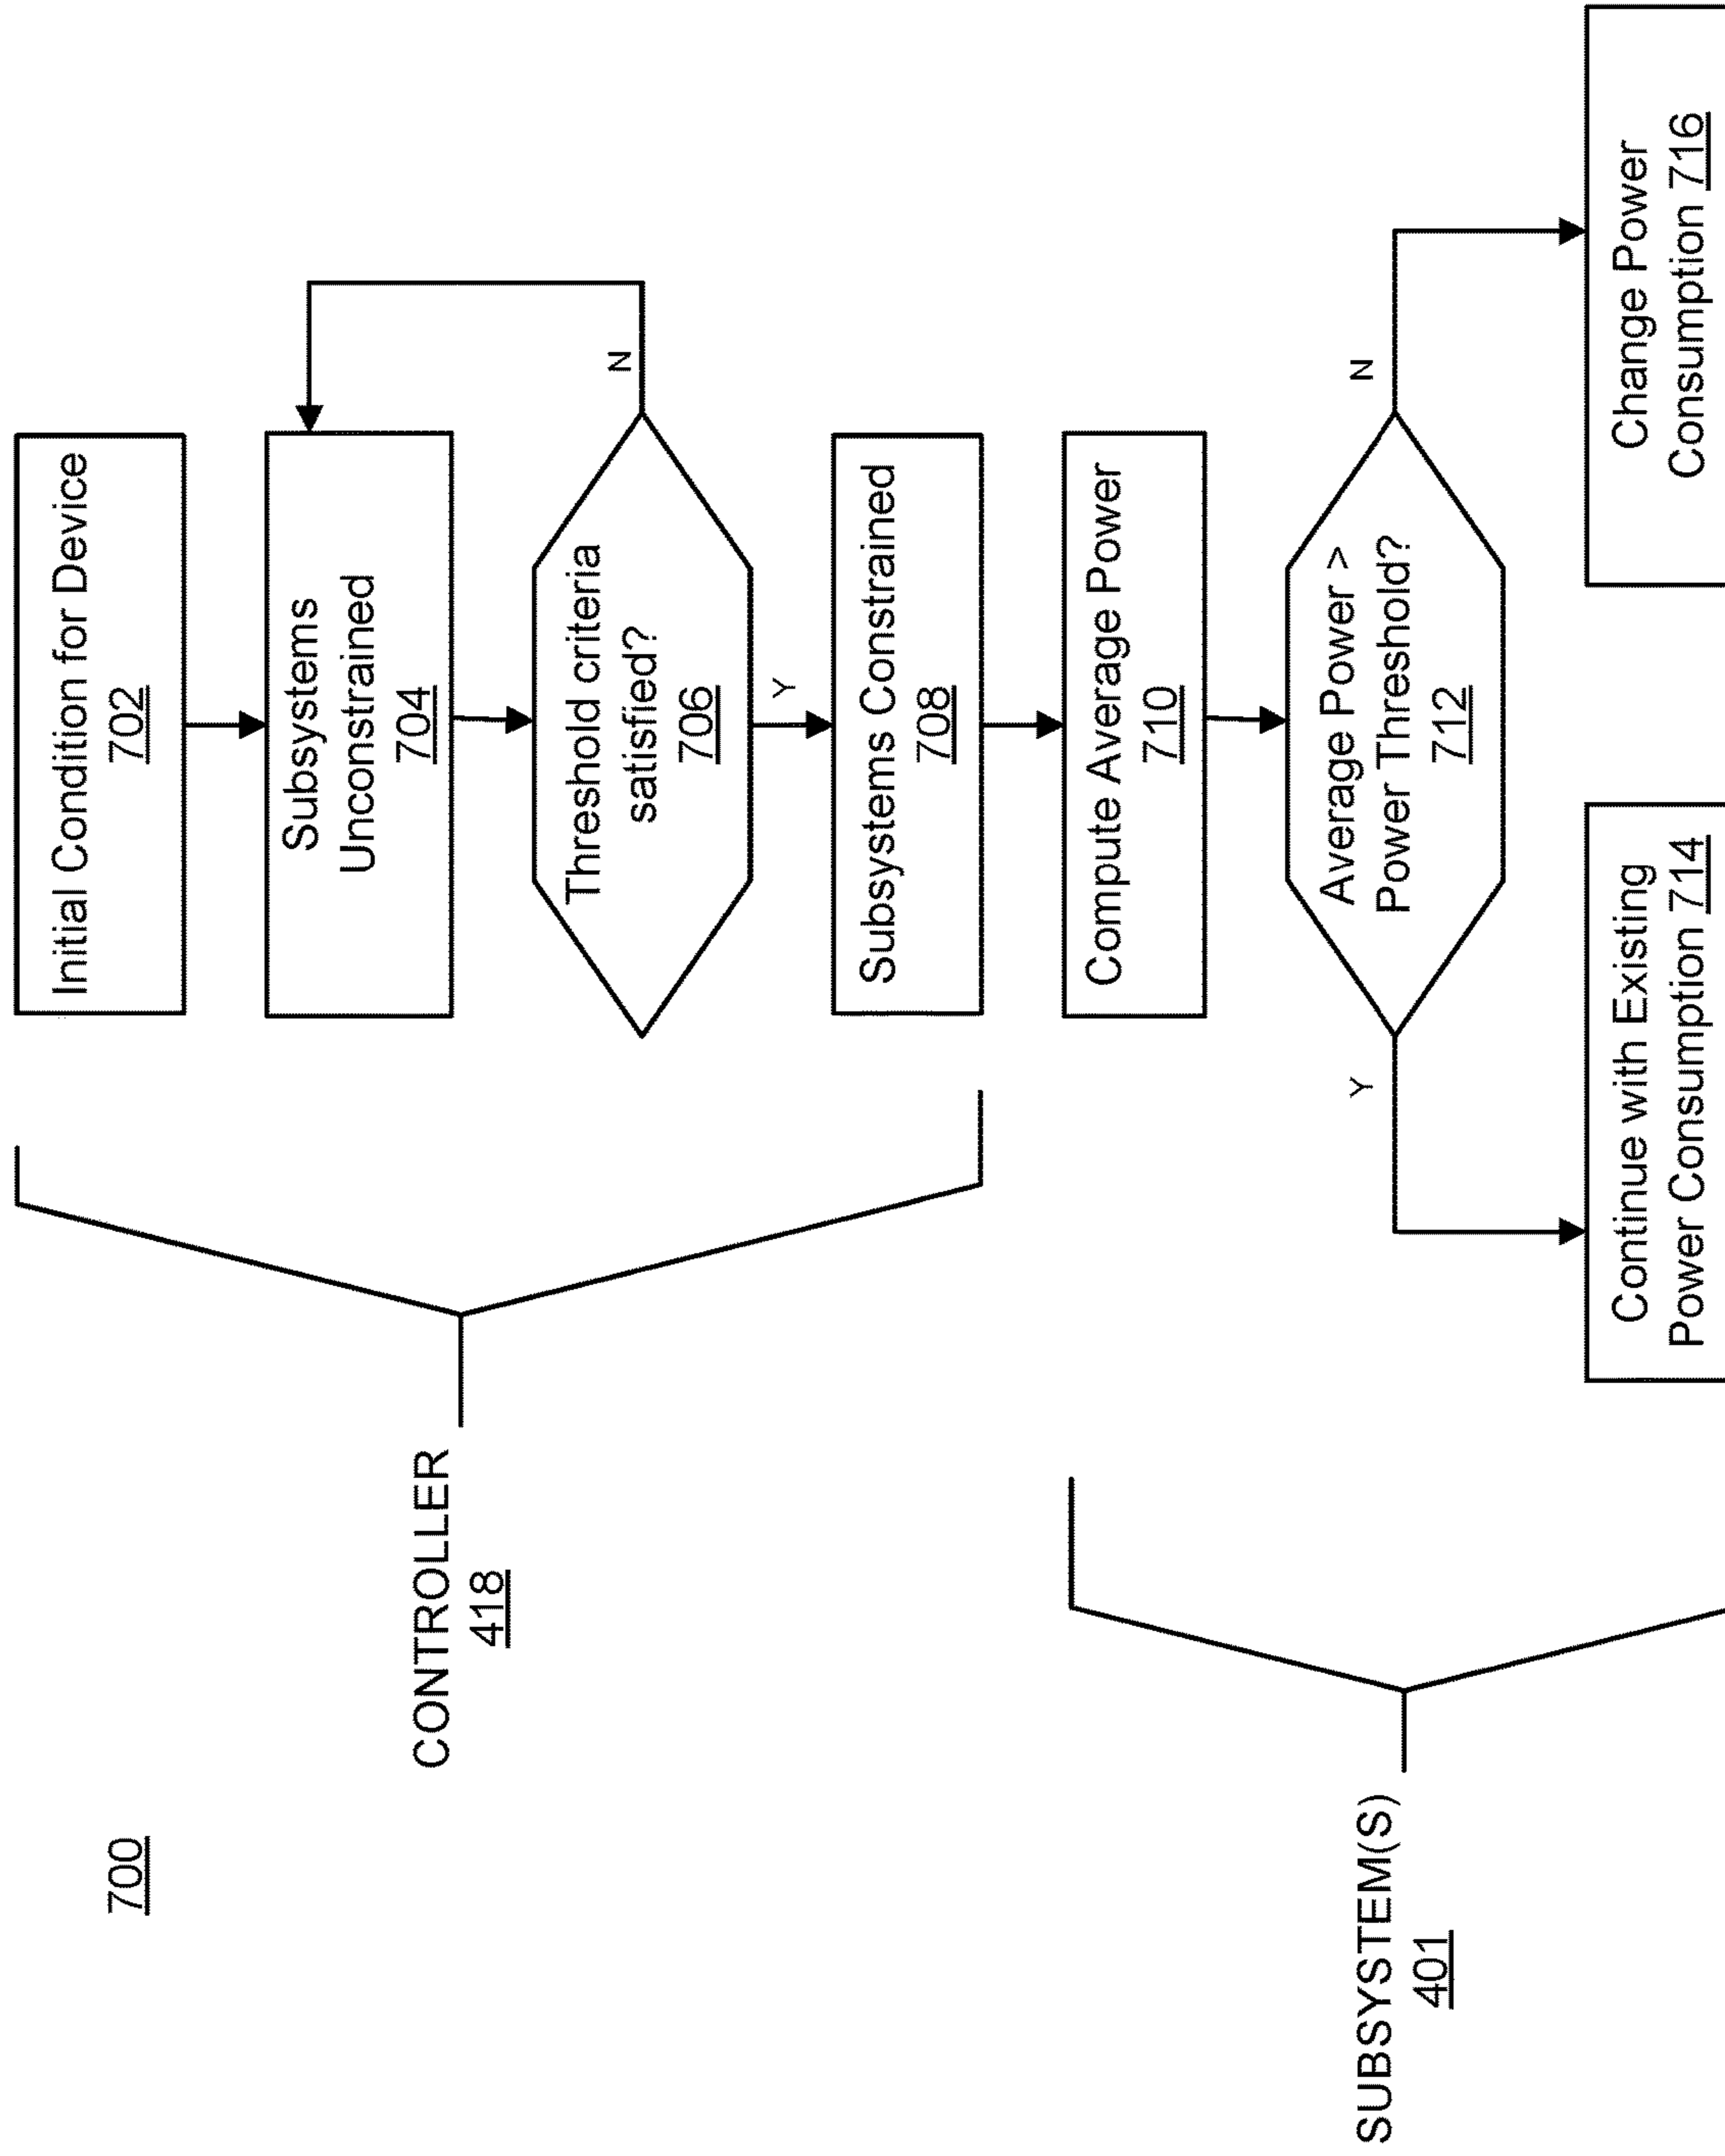 700
CONTROLLER
418
Initial Condition for Device
702
Subsystems
Unconstrained
704
Threshold criteria
satisfied?
706
N
Y
Subsystems Constrained
708
SUBSYSTEM(S)
401
Compute Average Power
710
Average Power >
Power Threshold?
712
Y
N
Continue with Existing
Power Consumption 714
Change Power
Consumption 716